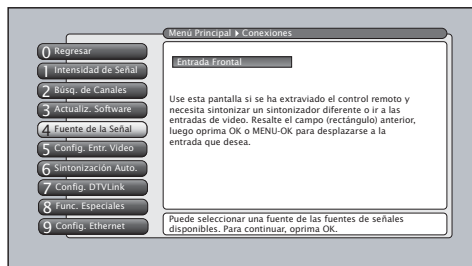 Menú Principal ▸ Conexiones
0 Regresar
1 Intensidad de Señal
2 Búsq. de Canales
3 Actualiz. Software
4 Fuente de la Señal
5 Config. Entr. Video
6 Sintonización Auto.
7 Config. DTVLink
8 Func. Especiales
9 Config. Ethernet
Entrada Frontal
Use esta pantalla si se ha extraviado el control remoto y
necesita sintonizar un sintonizador diferente o ir a las
entradas de video. Resalte el campo (rectángulo) anterior,
luego oprima OK o MENU-OK para desplazarse a la
entrada que desea.
Puede seleccionar una fuente de las fuentes de señales
disponibles. Para continuar, oprima OK.